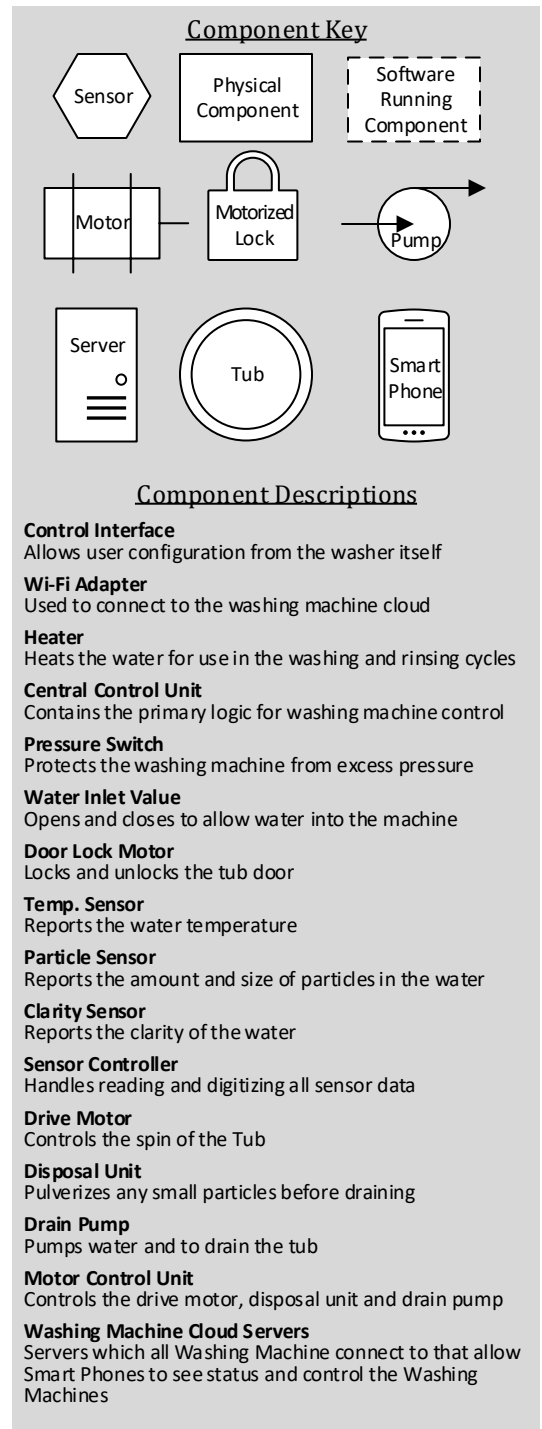 Component Key
Sensor
Physical
Component
Software
Running
Component
Motor
Motorized
Lock
Pump
Server
Tub
Smart
Phone
Component Descriptions
Control Interface
Allows user configuration from the washer itself
Wi-Fi Adapter
Used to connect to the washing machine cloud
Heater
Heats the water for use in the washing and rinsing cycles
Central Control Unit
Contains the primary logic for washing machine control
Pressure Switch
Protects the washing machine from excess pressure
Water Inlet Value
Opens and closes to allow water into the machine
Door Lock Motor
Locks and unlocks the tub door
Temp. Sensor
Reports the water temperature
Particle Sensor
Reports the amount and size of particles in the water
Clarity Sensor
Reports the clarity of the water
Sensor Controller
Handles reading and digitizing all sensor data
Drive Motor
Controls the spin of the Tub
Disposal Unit
Pulverizes any small particles before draining
Drain Pump
Pumps water and to drain the tub
Motor Control Unit
Controls the drive motor, disposal unit and drain pump
Washing Machine Cloud Servers
Servers which all Washing Machine connect to that allow
Smart Phones to see status and control the Washing
Machines